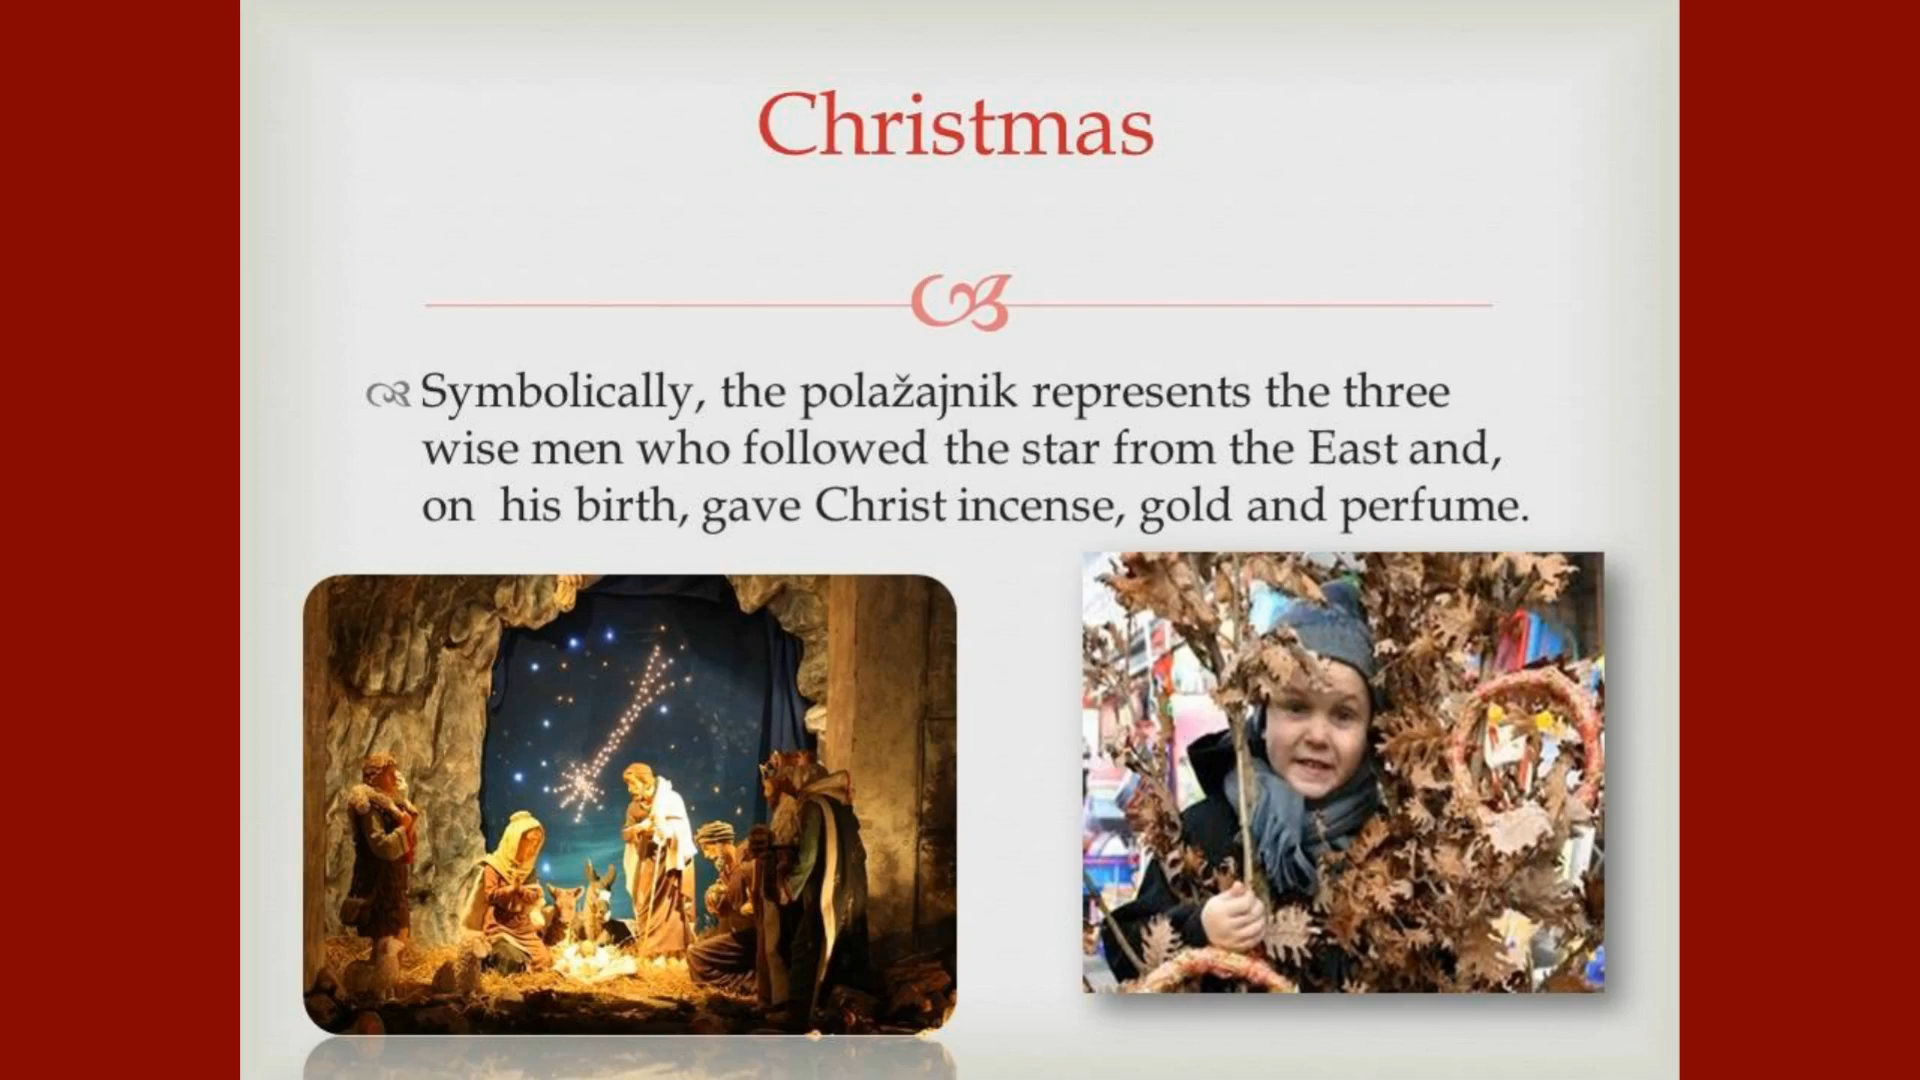 Christmas
Symbolically, the polažajnik represents the three
wise men who followed the star from the East and,
on his birth, gave Christ incense, gold and perfume.